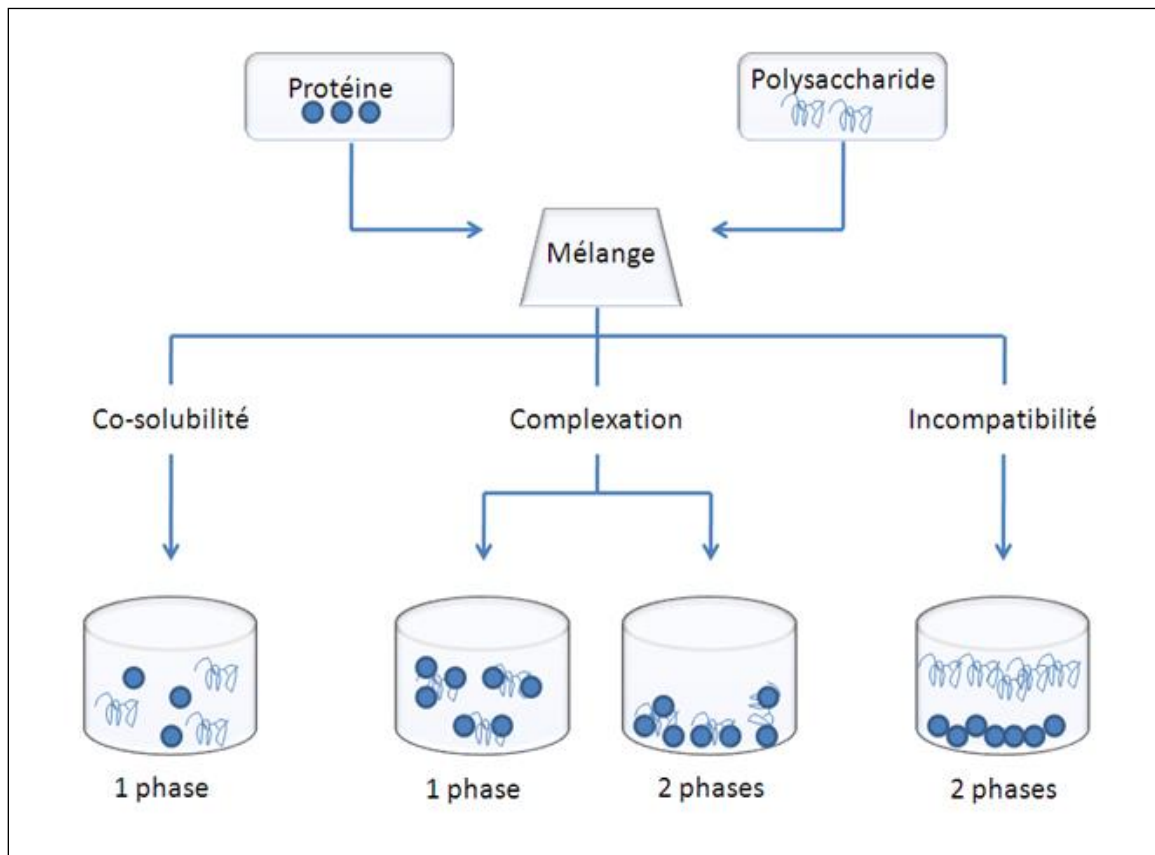 Protéine
Polysaccharide
Mélange
Co-solubilité
Complexation
Incompatibilité
1 phase
1 phase
2 phases
2 phases